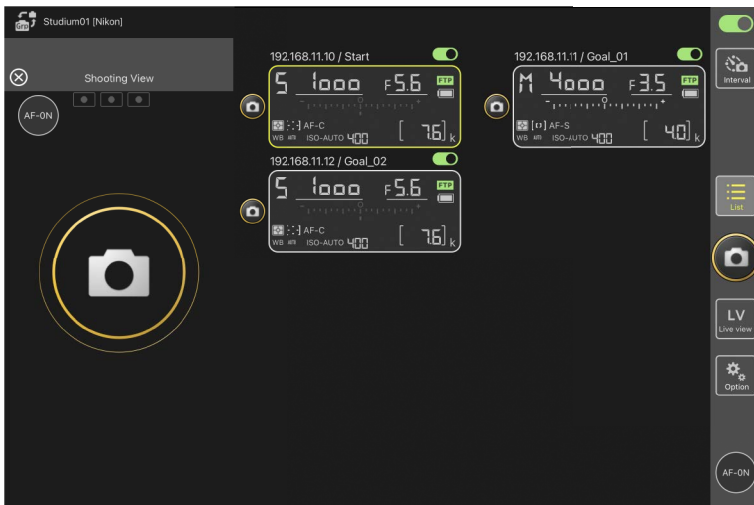 Grp Studium01 [Nikon]
Shooting View
AF-ON
192.168.11.10 / Start
S 1000 F5.6 FTP
- +
AF-C
WB ISO-AUTO 400 [ 7.6] k
192.168.11.11 / Goal_01
M 4000 F3.5 FTP
- +
AF-S
WB ISO-AUTO 400 [ 4.0] k
192.168.11.12 / Goal_02
S 1000 F5.6 FTP
- +
AF-C
WB ISO-AUTO 400 [ 7.6] k
Interval
List
LV
Live view
Option
AF-ON